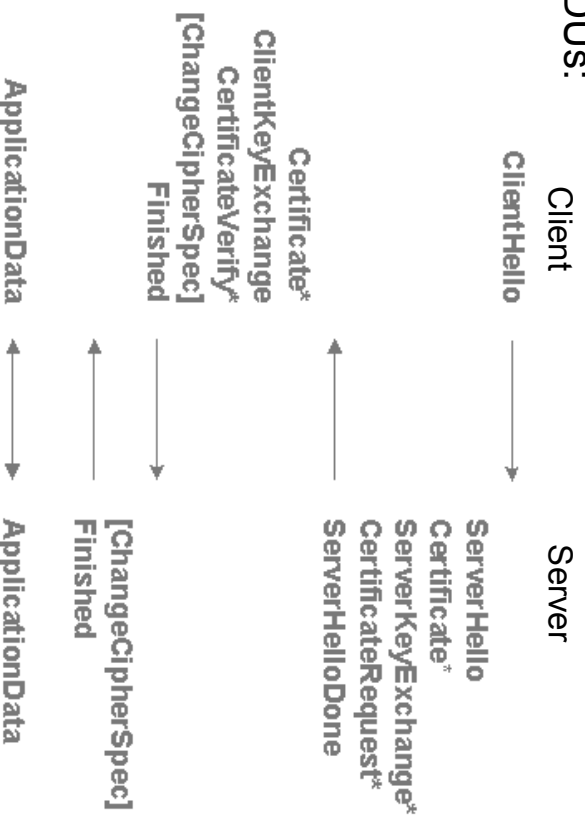 DUs:
Client Server
ClientHello
ServerHello
Certificate*
ServerKeyExchange*
CertificateRequest*
ServerHelloDone
Certificate*
ClientKeyExchange
CertificateVerify*
[ChangeCipherSpec]
Finished
[ChangeCipherSpec]
Finished
ApplicationData ApplicationData